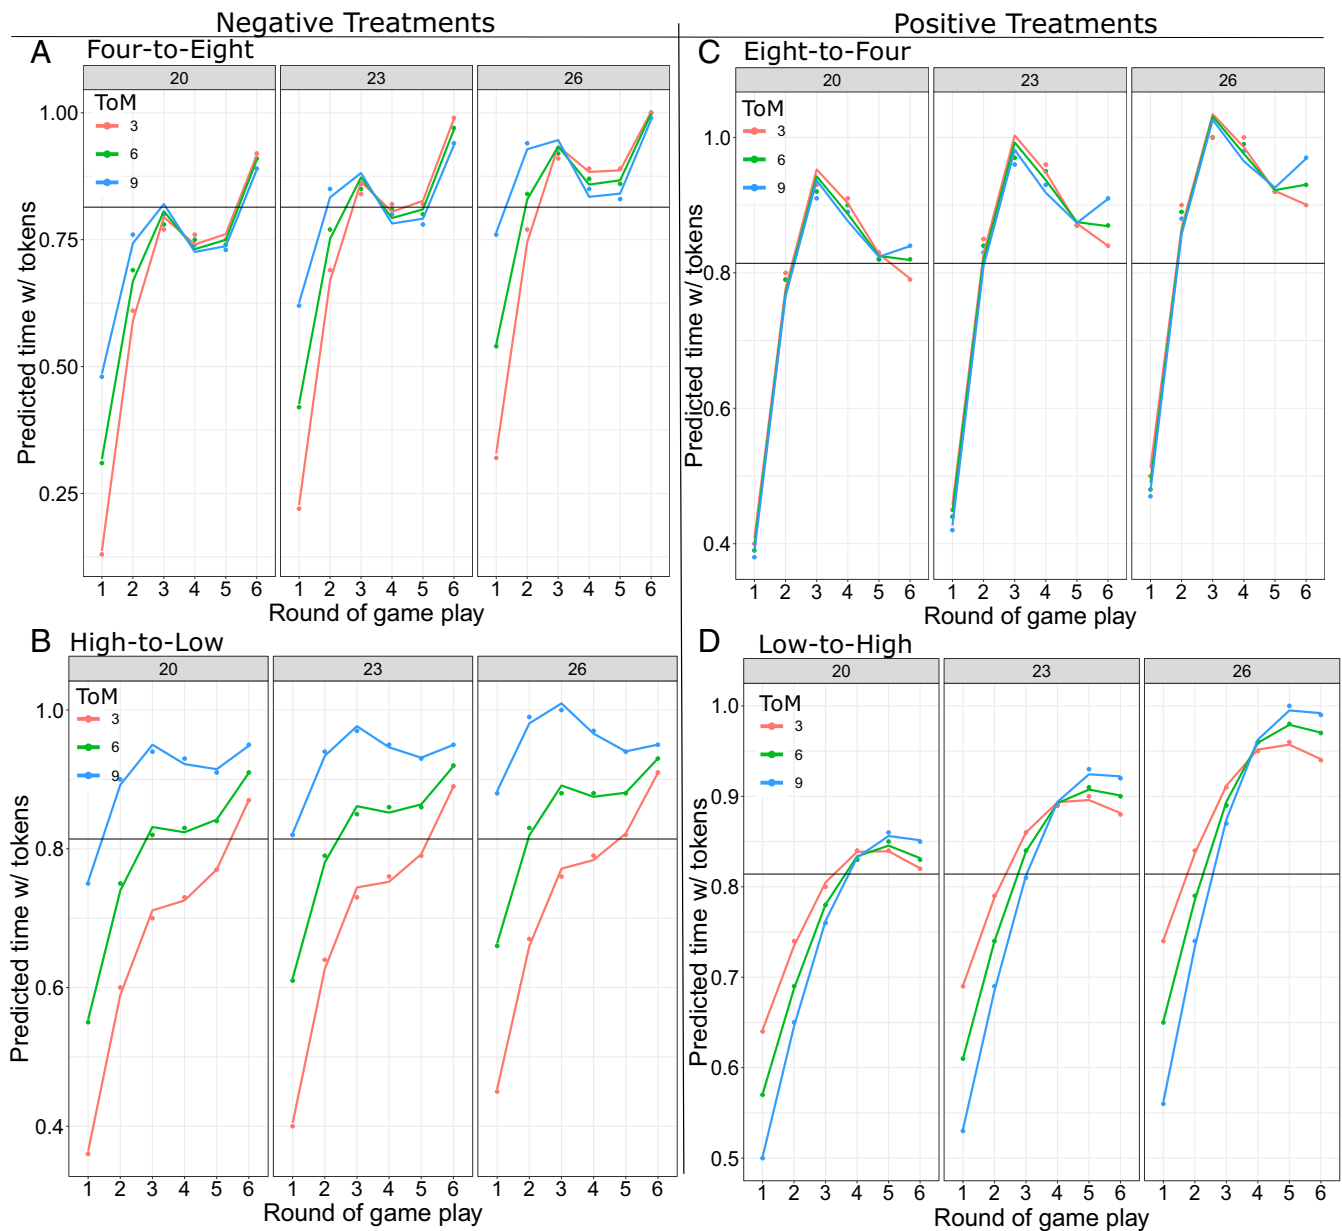 Negative Treatments
Positive Treatments
A Four-to-Eight
20 23 26
ToM
3
6
9
1.00
0.75
0.50
0.25
Predicted time w/ tokens
1 2 3 4 5 6 1 2 3 4 5 6 1 2 3 4 5 6
Round of game play
C Eight-to-Four
20 23 26
ToM
3
6
9
1.0
0.8
0.6
0.4
Predicted time w/ tokens
1 2 3 4 5 6 1 2 3 4 5 6 1 2 3 4 5 6
Round of game play
B High-to-Low
20 23 26
ToM
3
6
9
1.0
0.8
0.6
0.4
Predicted time w/ tokens
1 2 3 4 5 6 1 2 3 4 5 6 1 2 3 4 5 6
Round of game play
D Low-to-High
20 23 26
ToM
3
6
9
1.0
0.9
0.8
0.7
0.6
0.5
Predicted time w/ tokens
1 2 3 4 5 6 1 2 3 4 5 6 1 2 3 4 5 6
Round of game play